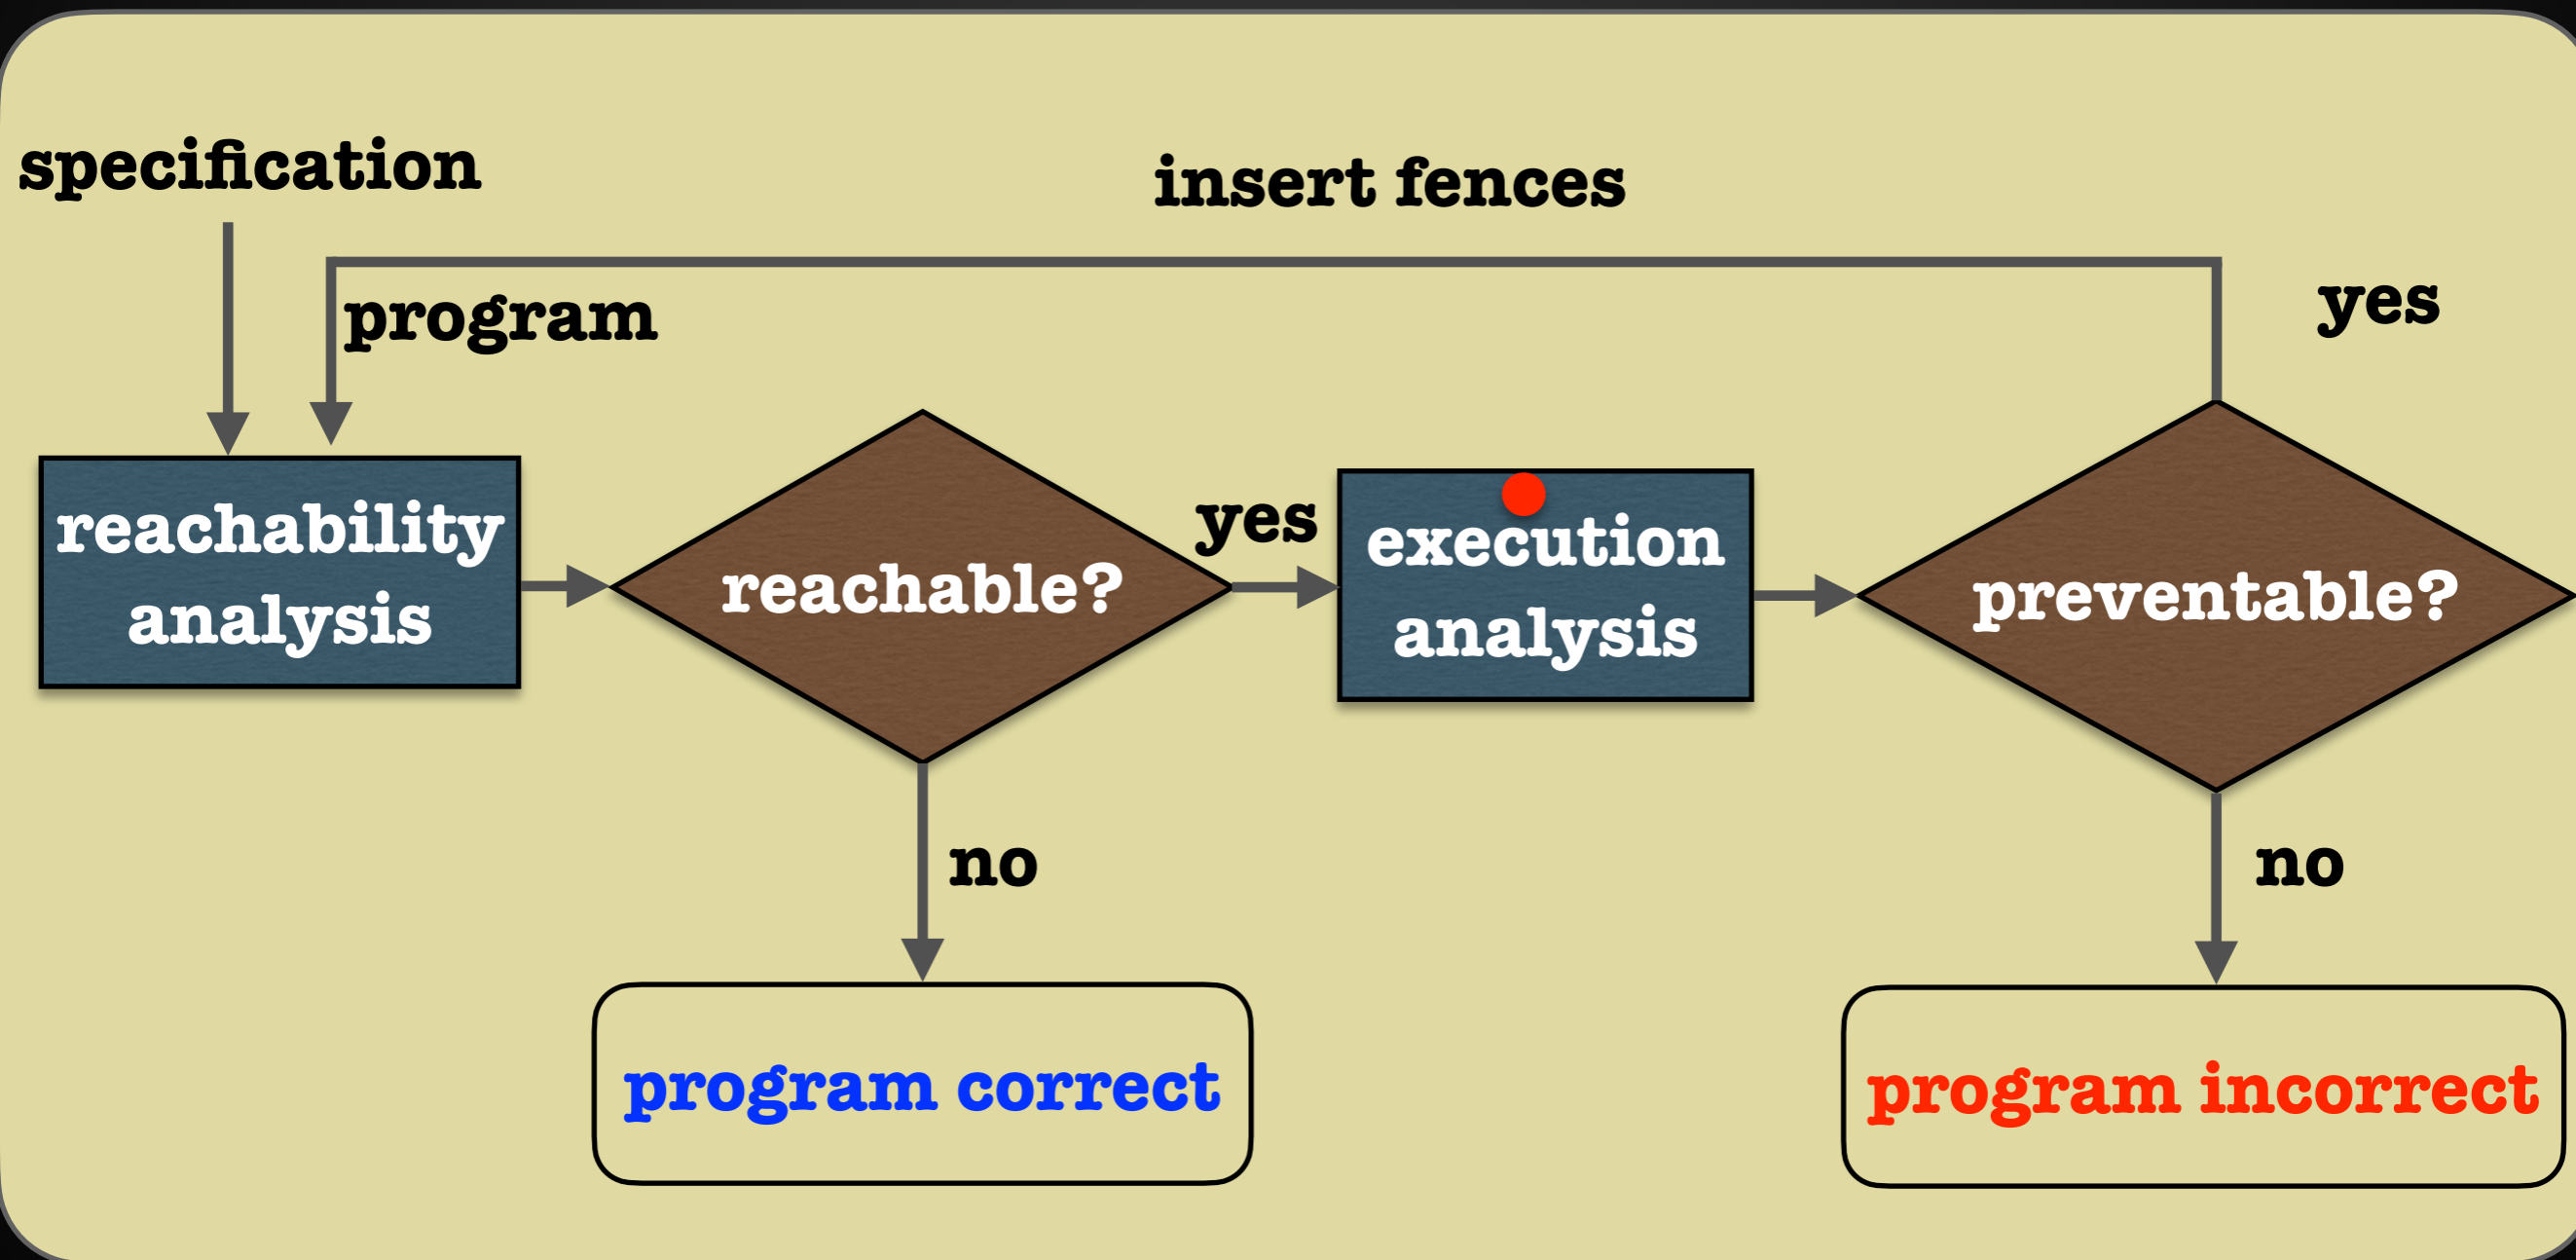 specification
insert fences
program
yes
reachability
analysis
reachable?
yes
execution
analysis
preventable?
no
no
program correct
program incorrect